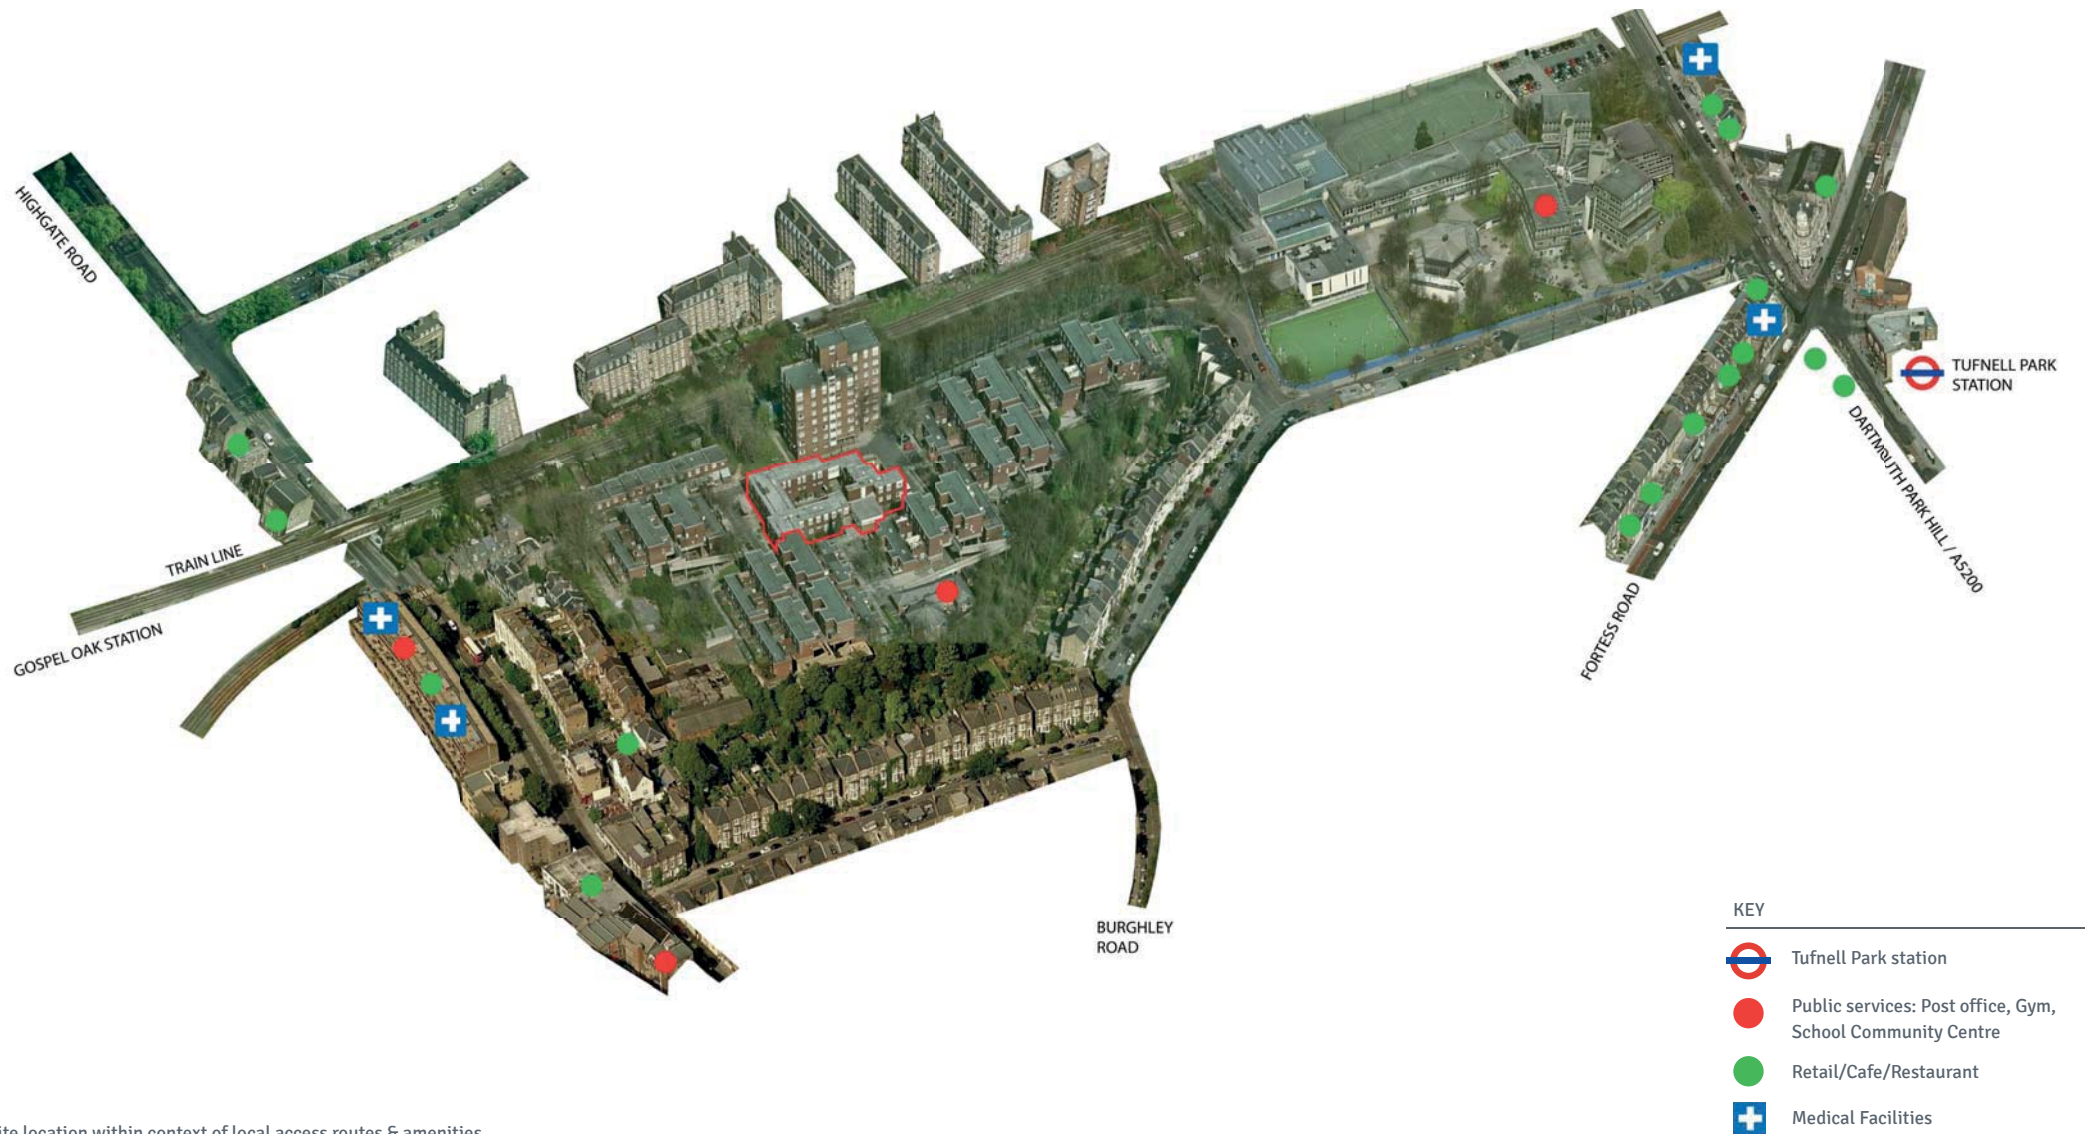 HIGHGATE ROAD
TRAIN LINE
GOSPEL OAK STATION
TUFNELL PARK
STATION
DARTMOUTH PARK HILL / A5200
FORTESS ROAD
BURGHLEY
ROAD
KEY
Tufnell Park station
Public services: Post office, Gym,
School Community Centre
Retail/Cafe/Restaurant
Medical Facilities
location within context of local access routes & amenities